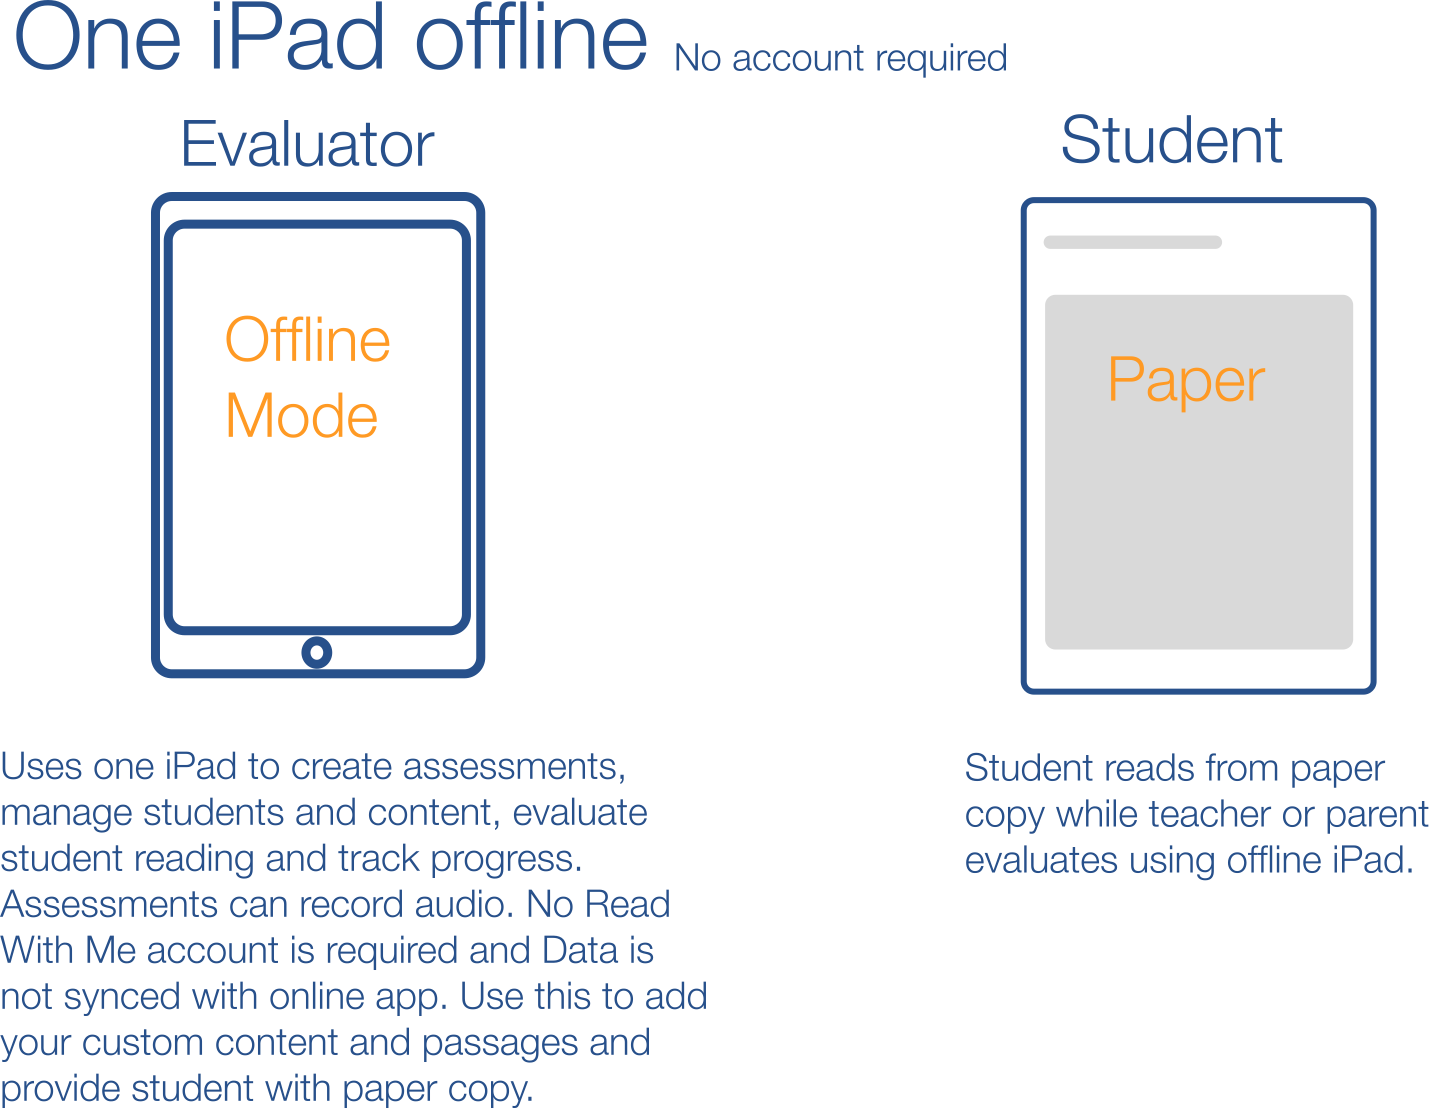 One iPad offline No account required
Evaluator
Offline
Mode
Uses one iPad to create assessments,
manage students and content, evaluate
student reading and track progress.
Assessments can record audio. No Read
With Me account is required and Data is
not synced with online app. Use this to add
your custom content and passages and
provide student with paper copy.
Student
Paper
Student reads from paper
copy while teacher or parent
evaluates using offline iPad.